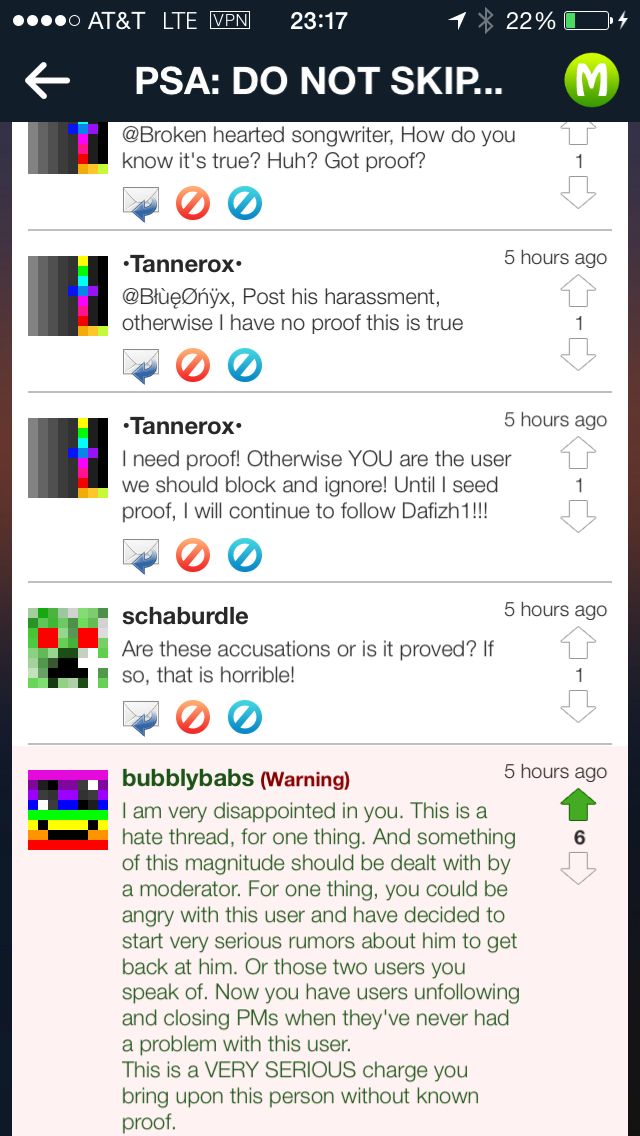 AT&T LTE VPN 23:17 22%
PSA: DO NOT SKIP...
M
@Broken hearted songwriter, How do you
know it's true? Huh? Got proof?
1
•Tannerox•
5 hours ago
@BłùęØńÿx, Post his harassment,
otherwise I have no proof this is true
1
•Tannerox•
5 hours ago
I need proof! Otherwise YOU are the user
we should block and ignore! Until I seed
proof, I will continue to follow Dafizh1!!!
1
schaburdle
5 hours ago
Are these accusations or is it proved? If
so, that is horrible!
1
bubblybabs (Warning)
5 hours ago
I am very disappointed in you. This is a
hate thread, for one thing. And something
of this magnitude should be dealt with by
a moderator. For one thing, you could be
angry with this user and have decided to
start very serious rumors about him to get
back at him. Or those two users you
speak of. Now you have users unfollowing
and closing PMs when they've never had
a problem with this user.
This is a VERY SERIOUS charge you
bring upon this person without known
proof.
6